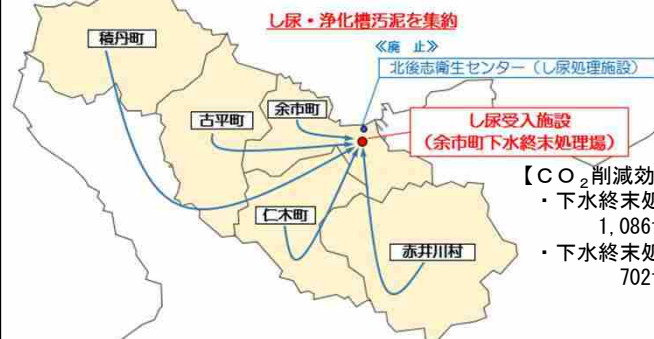 し尿・浄化槽汚泥を集約
≪廃 止≫
北後志衛生センター（し尿処理施設）
積丹町
古平町
余市町
し尿受入施設
（余市町下水終末処理場）
仁木町
赤井川村
【ＣＯ₂削減効
・下水終末処
1,086
・下水終末処
702